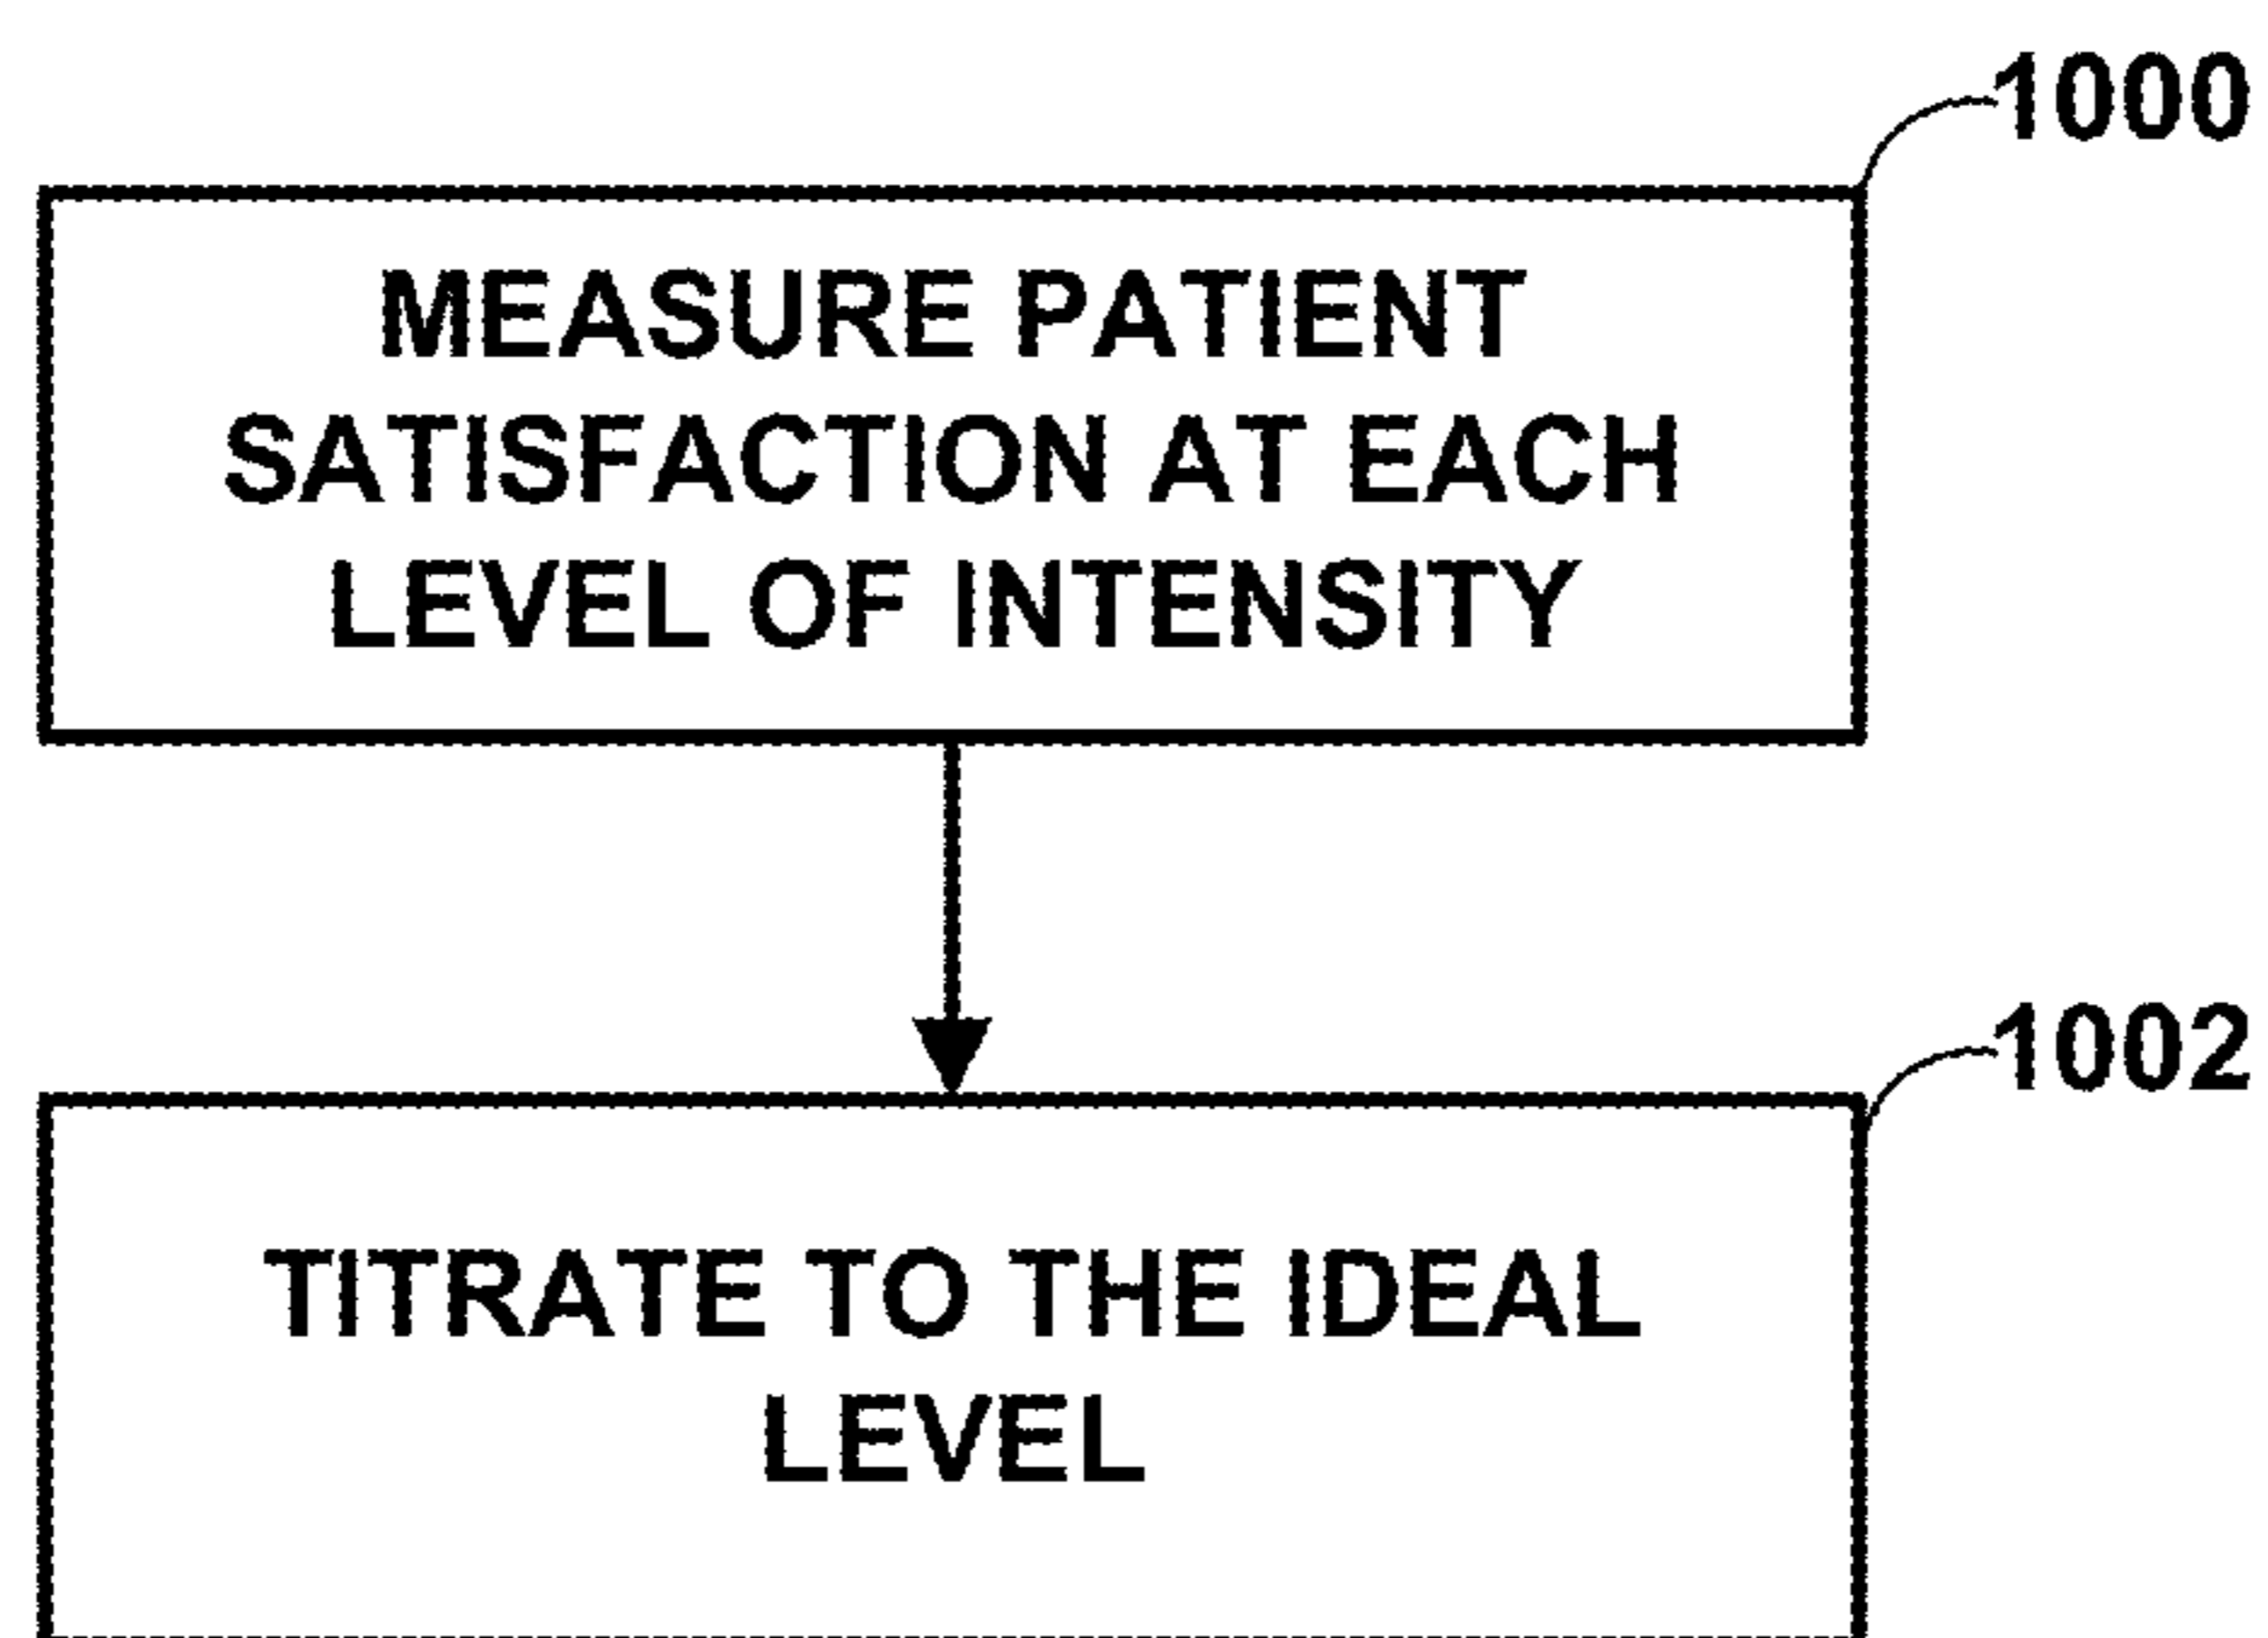 1000
MEASURE PATIENT
SATISFACTION AT EACH
LEVEL OF INTENSITY
1002
TITRATE TO THE IDEAL
LEVEL